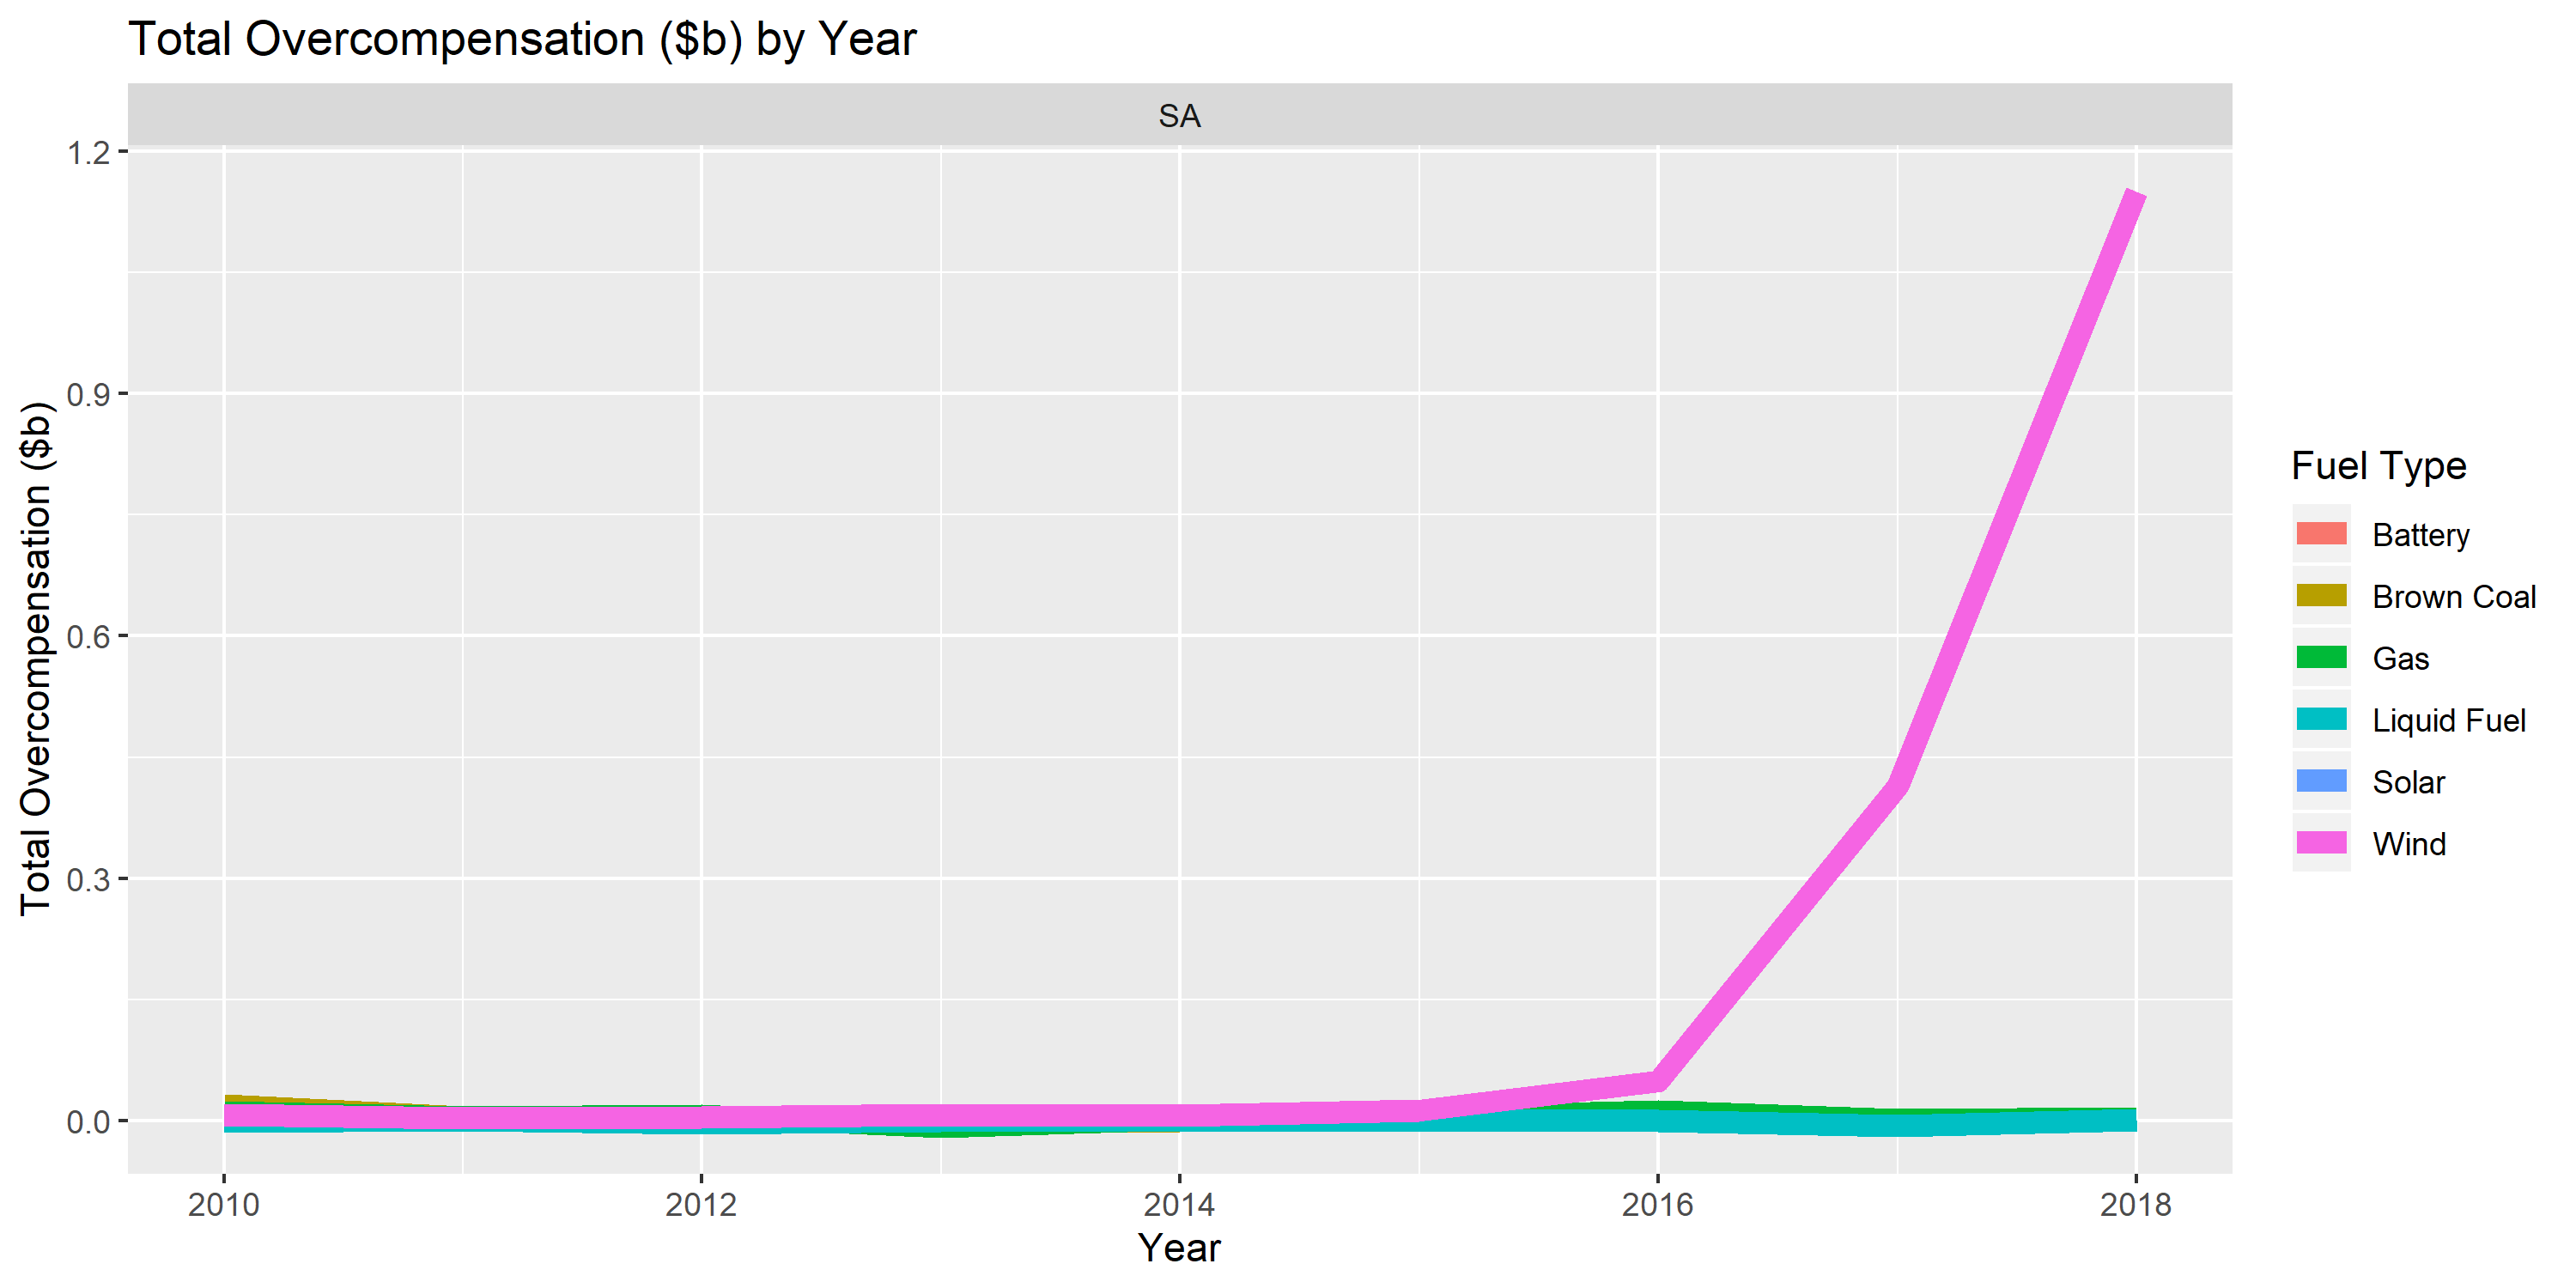 Total Overcompensation ($b) by Year
SA
1.2
0.9
0.6
0.3
0.0
Total Overcompensation ($b)
2010
2012
2014
2016
2018
Year
Fuel Type
Battery
Brown Coal
Gas
Liquid Fuel
Solar
Wind